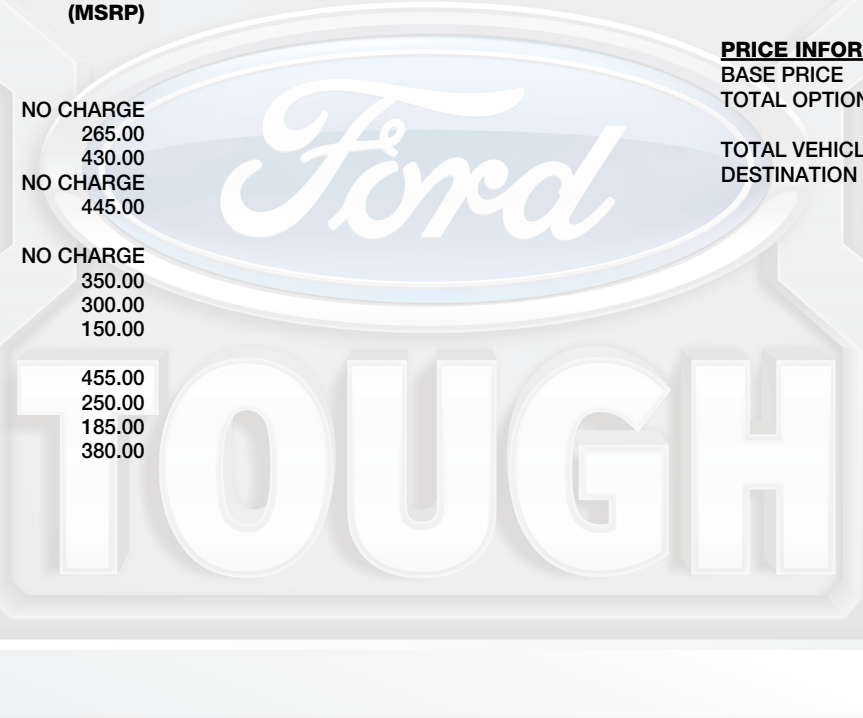 (MSRP)
NO CHARGE
265.00
430.00
NO CHARGE
445.00
NO CHARGE
350.00
300.00
150.00
455.00
250.00
185.00
380.00
PRICE INFOR
BASE PRICE
TOTAL OPTION
TOTAL VEHICL
DESTINATION
Ford
TOUGH